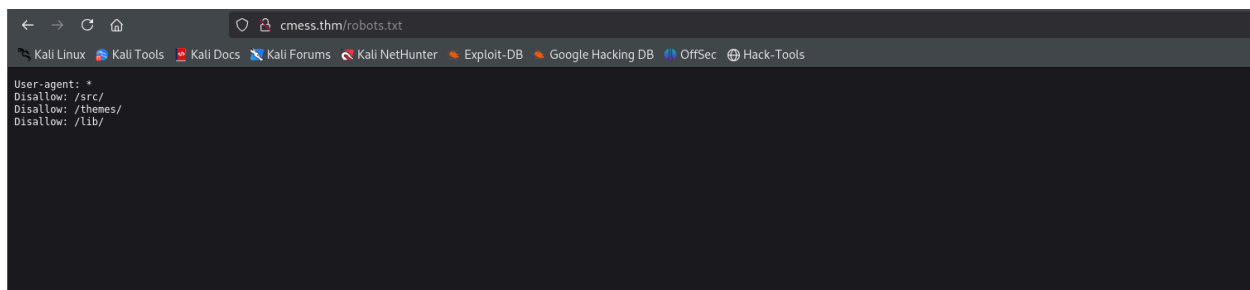 cmess.thm/robots.txt
Kali Linux Kali Tools Kali Docs Kali Forums Kali NetHunter Exploit-DB Google Hacking DB OffSec Hack-Tools
User-agent: *
Disallow: /src/
Disallow: /themes/
Disallow: /lib/